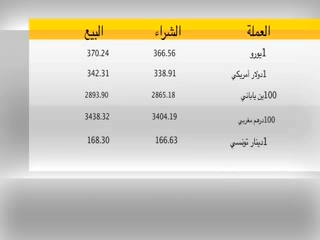 العملة الشراء البيع
1يورو 366.56 370.24
1دولار أمريكي 338.91 342.31
100ين ياباني 2865.18 2893.90
100درهم مغربي 3404.19 3438.32
1دينار تونسي 166.63 168.30